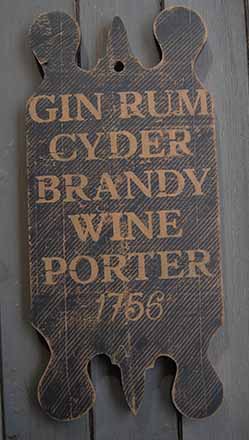 GIN RUM
CYDER
BRANDY
WINE
PORTER
1756